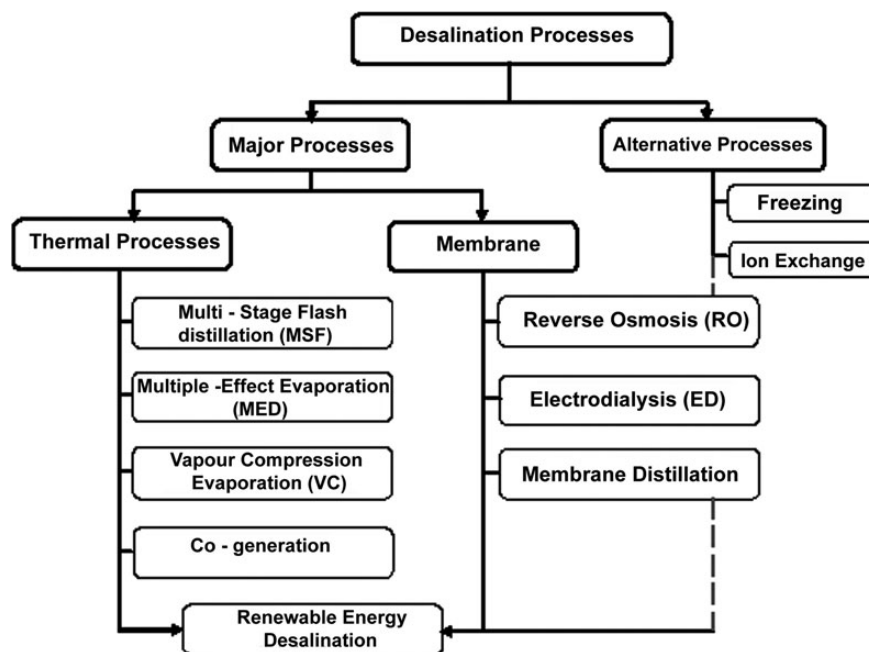 Desalination Processes
Major Processes
Alternative Processes
Freezing
Ion Exchange
Thermal Processes
Membrane
Multi - Stage Flash
distillation (MSF)
Multiple -Effect Evaporation
(MED)
Vapour Compression
Evaporation (VC)
Co - generation
Reverse Osmosis (RO)
Electrodialysis (ED)
Membrane Distillation
Renewable Energy
Desalination